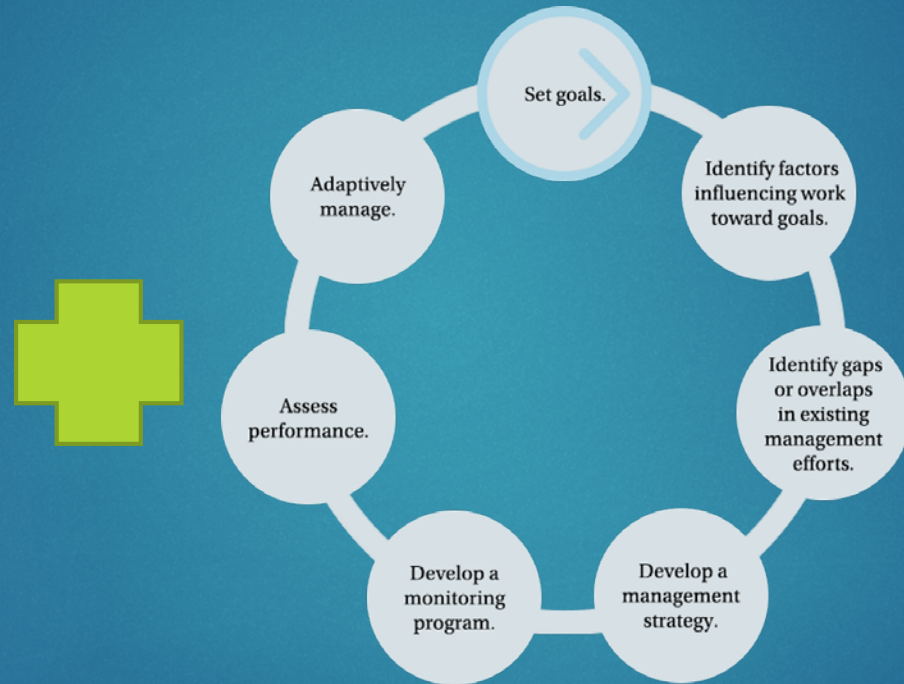 Set goals.
Identify factors
influencing work
toward goals.
Identify gaps
or overlaps
in existing
management
efforts.
Develop a
management
strategy.
Develop a
monitoring
program.
Assess
performance.
Adaptively
manage.